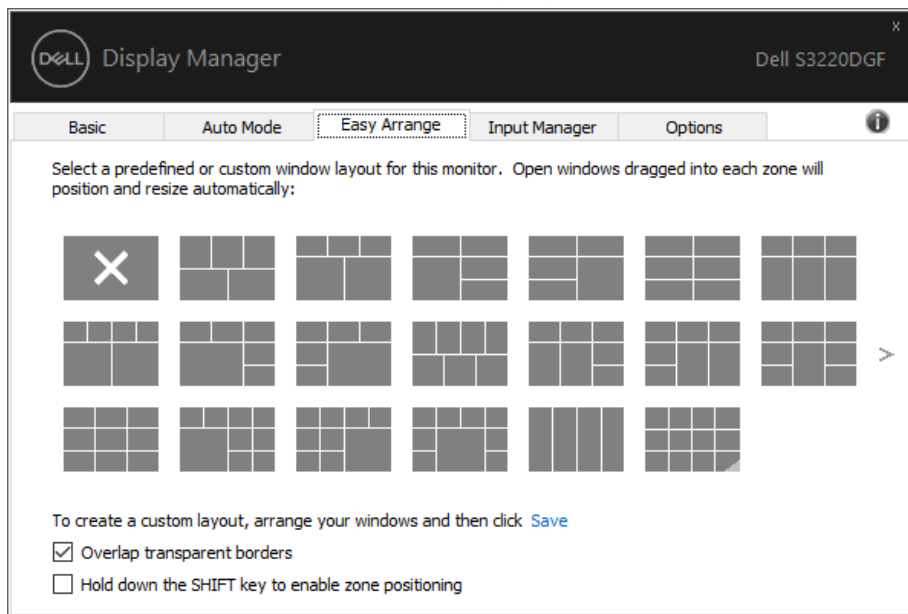 x
DELL Display Manager Dell S3220DGF
Basic Auto Mode Easy Arrange Input Manager Options i
Select a predefined or custom window layout for this monitor. Open windows dragged into each zone will
position and resize automatically:
>
To create a custom layout, arrange your windows and then click Save
Overlap transparent borders
Hold down the SHIFT key to enable zone positioning